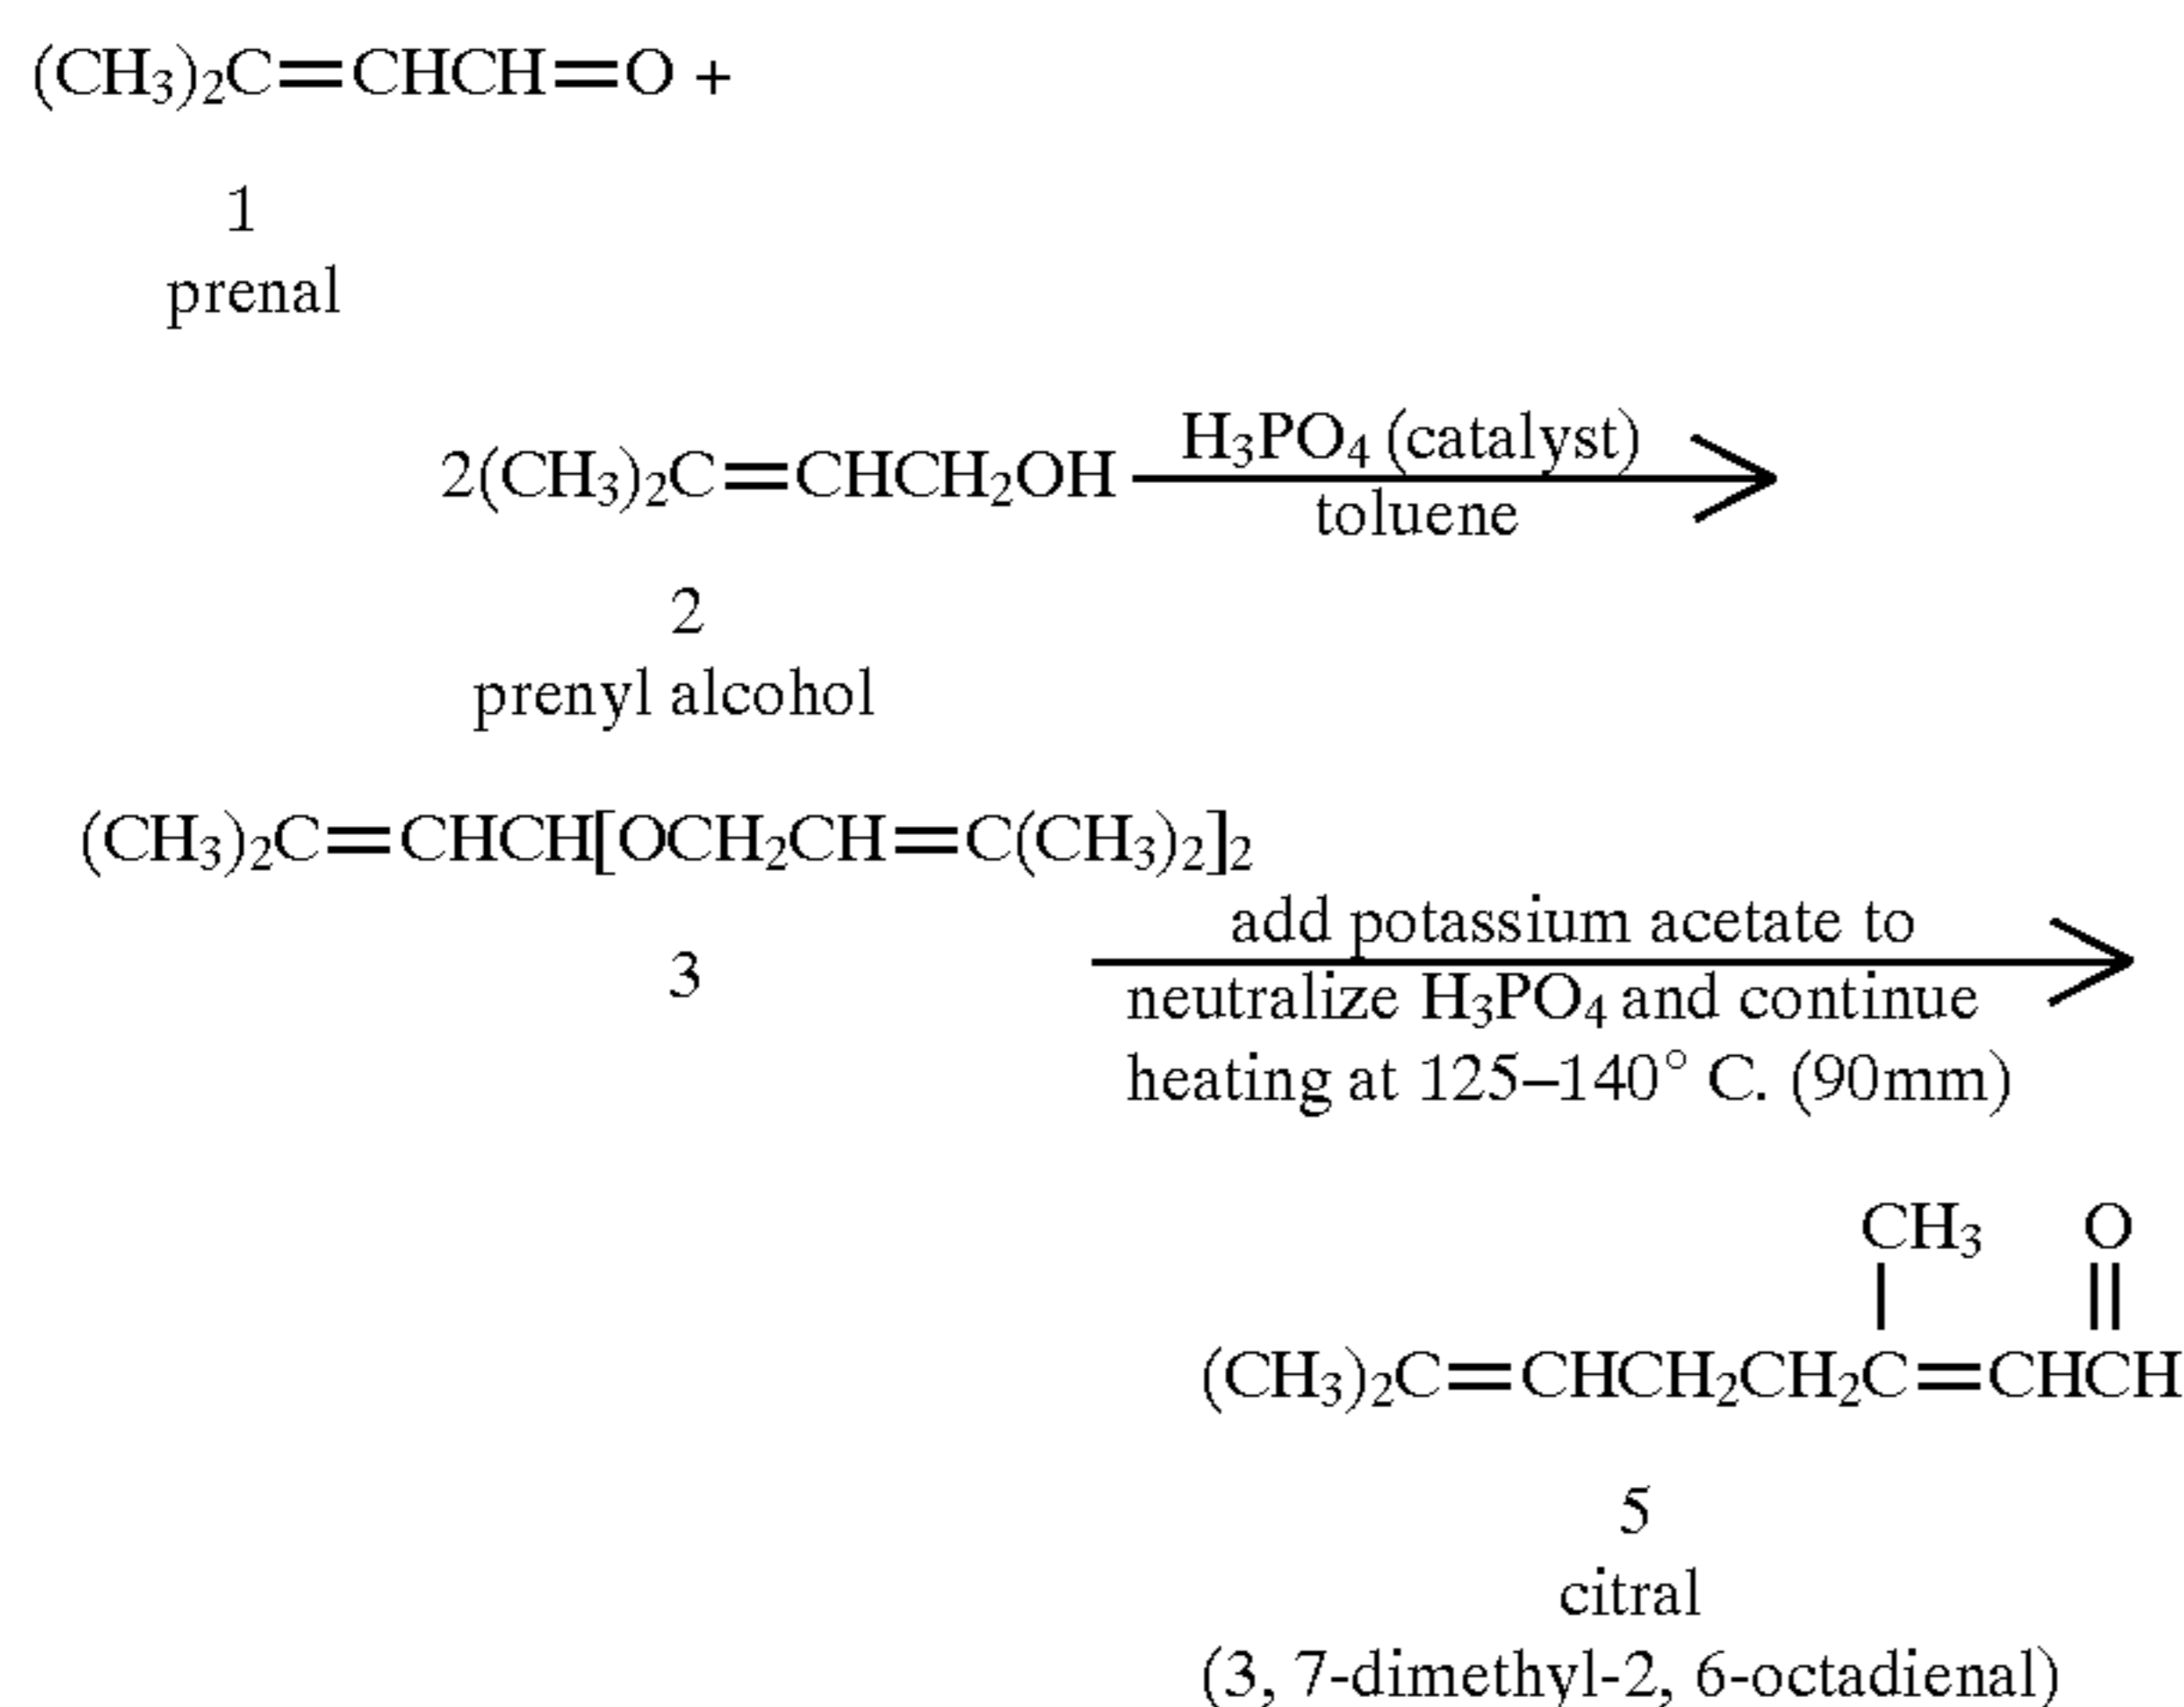 (CH₃)₂C=CHCH=O +
1
prenal
H₃PO₄ (catalyst)
2(CH₃)₂C=CHCH₂OH
toluene
2
prenyl alcohol
(CH₃)₂C=CHCH[OCH₂CH=C(CH₃)₂]₂
3
add potassium acetate to
neutralize H₃PO₄ and continue
heating at 125–140° C. (90mm)
CH₃ O
(CH₃)₂C=CHCH₂CH₂C=CHCH
5
citral
(3, 7-dimethyl-2, 6-octadienal)